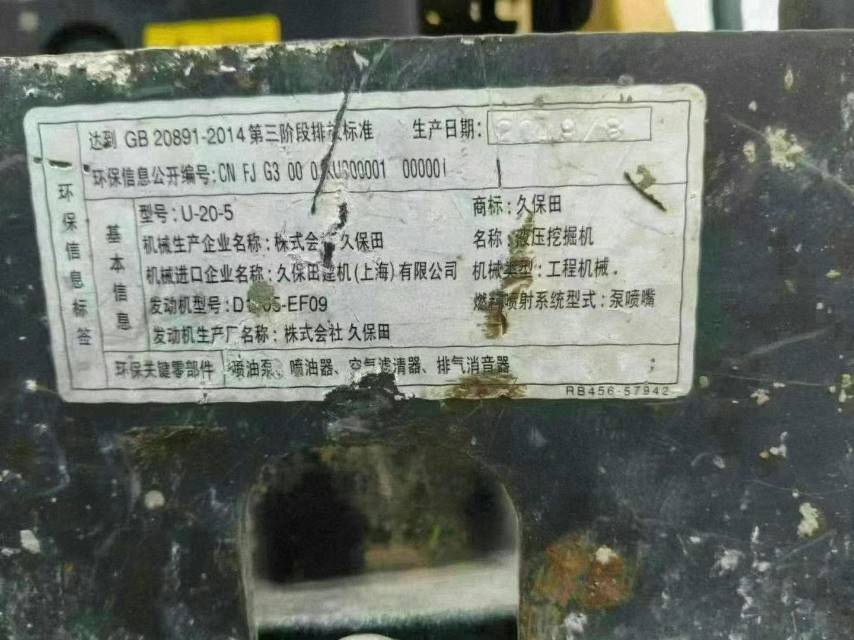 达到 GB 20891-2014 第三阶段排放标准 生产日期:
环保信息公开编号:CN FJ G3 00
环保信息标签
基本信息
型号:U-20-5 商标:久保田
机械生产企业名称:株式会社 久保田 名称:液压挖掘机
机械进口企业名称:久保田建机(上海)有限公司 机械类型:工程机械.
发动机型号: 燃料喷射系统型式:泵喷嘴
发动机生产厂名称:株式会社 久保田
环保关键零部件 喷油泵、喷油器、空气滤清器、排气消音器
RB456-57942